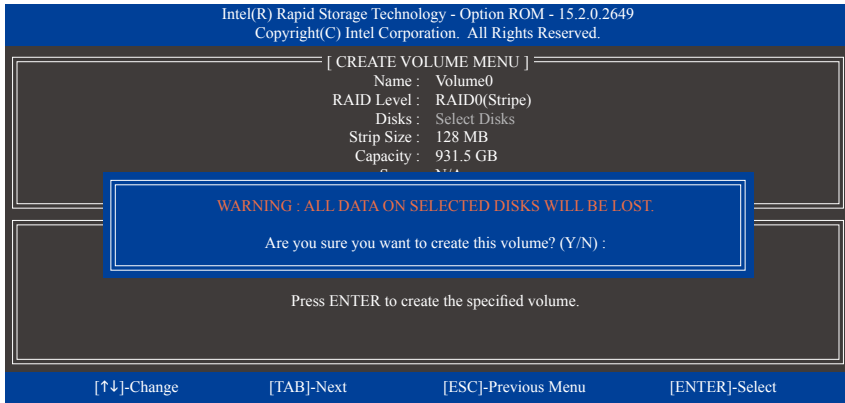 Intel(R) Rapid Storage Technology - Option ROM - 15.2.0.2649
Copyright(C) Intel Corporation. All Rights Reserved.
[ CREATE VOLUME MENU ]
Name : Volume0
RAID Level : RAID0(Stripe)
Disks : Select Disks
Strip Size : 128 MB
Capacity : 931.5 GB
WARNING : ALL DATA ON SELECTED DISKS WILL BE LOST.
Are you sure you want to create this volume? (Y/N) :
Press ENTER to create the specified volume.
[↑↓]-Change [TAB]-Next [ESC]-Previous Menu [ENTER]-Select